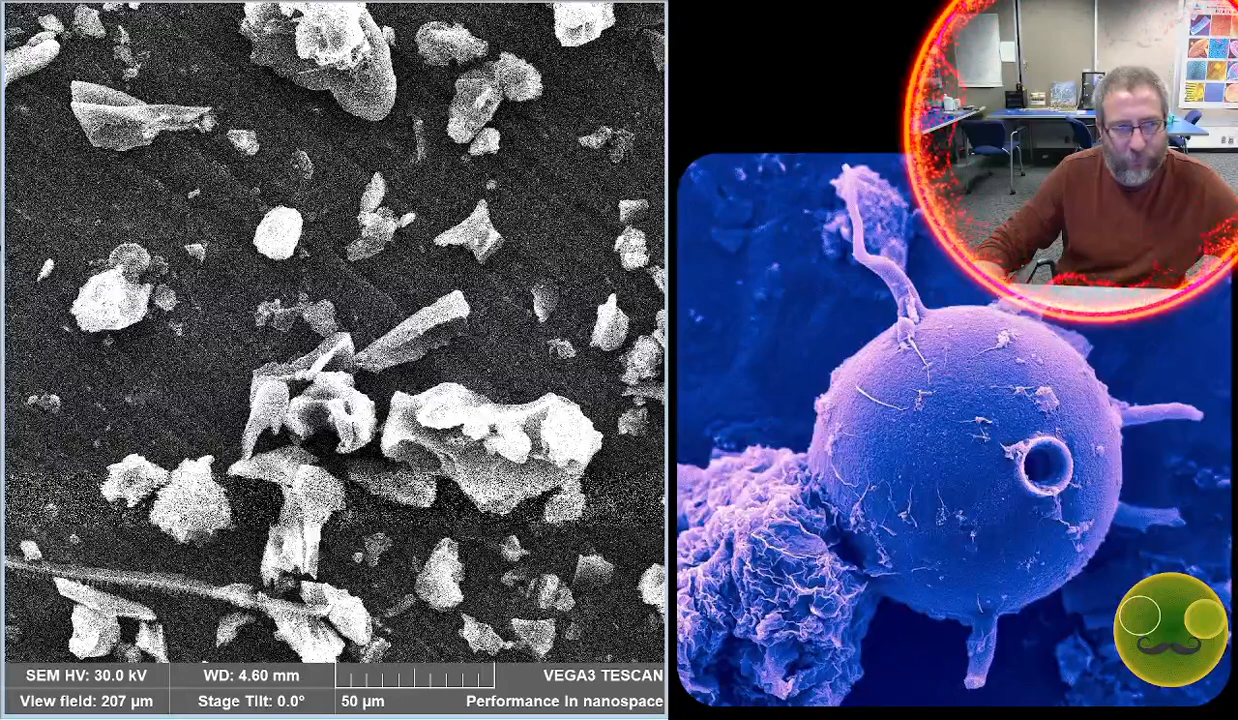 SEM HV: 30.0 kV
WD: 4.60 mm
VEGA3 TESCAN
View field: 207 µm
Stage Tilt: 0.0°
50 µm
Performance in nanospace